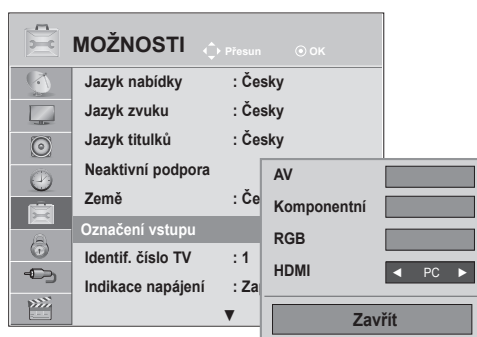 MOŽNOSTI Přesun OK
Jazyk nabídky : Česky
Jazyk zvuku : Česky
Jazyk titulků : Česky
Neaktivní podpora
Země : Če
Označení vstupu
Identif. číslo TV : 1
Indikace napájení : Za
AV
Komponentní
RGB
HDMI ◄ PC ►
Zavřít